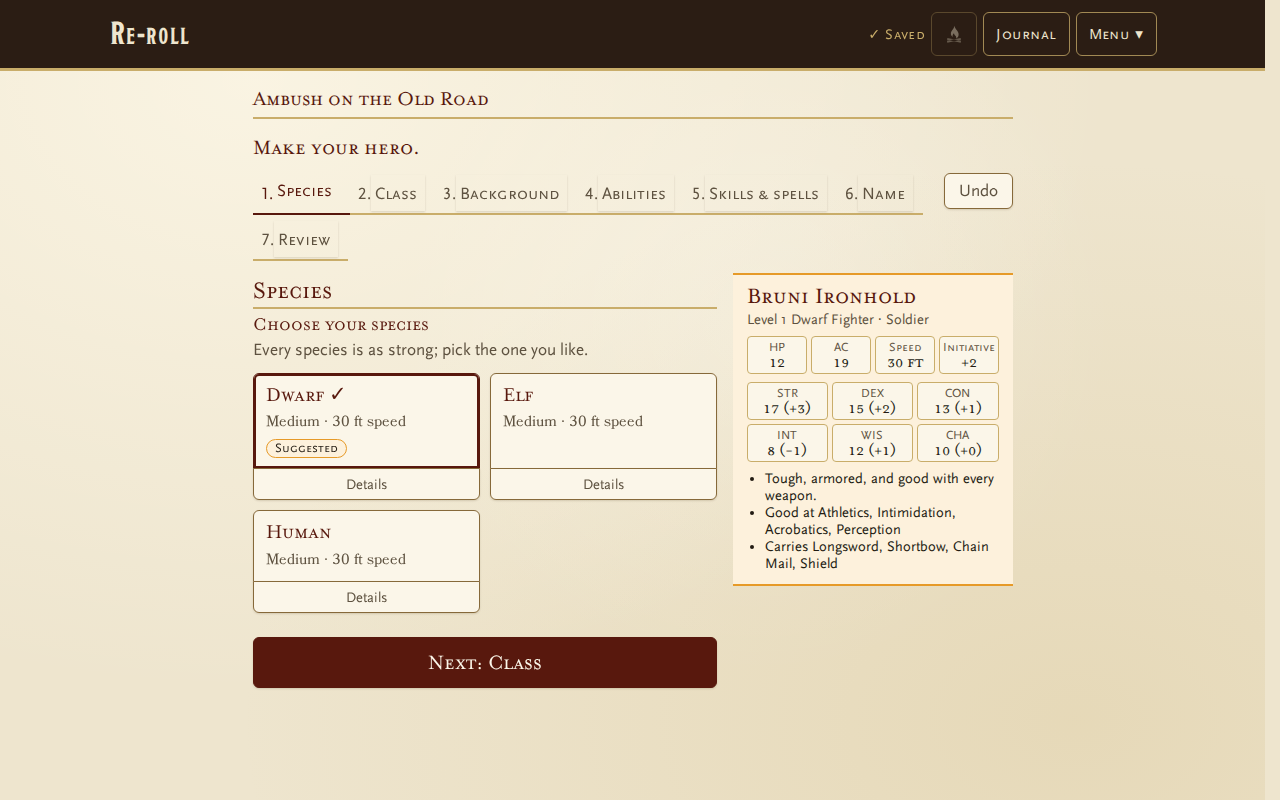 Re-roll
✓ Saved
Journal
Menu ▼
Ambush on the Old Road
Make your hero.
1. Species
2. Class
3. Background
4. Abilities
5. Skills & spells
6. Name
Undo
7. Review
Species
Choose your species
Every species is as strong; pick the one you like.
Dwarf ✓
Medium · 30 ft speed
Suggested
Details
Elf
Medium · 30 ft speed
Details
Human
Medium · 30 ft speed
Details
Next: Class
Bruni Ironhold
Level 1 Dwarf Fighter · Soldier
HP
12
AC
19
Speed
30 ft
Initiative
+2
STR
17 (+3)
DEX
15 (+2)
CON
13 (+1)
INT
8 (-1)
WIS
12 (+1)
CHA
10 (+0)
• Tough, armored, and good with every
weapon.
• Good at Athletics, Intimidation,
Acrobatics, Perception
• Carries Longsword, Shortbow, Chain
Mail, Shield